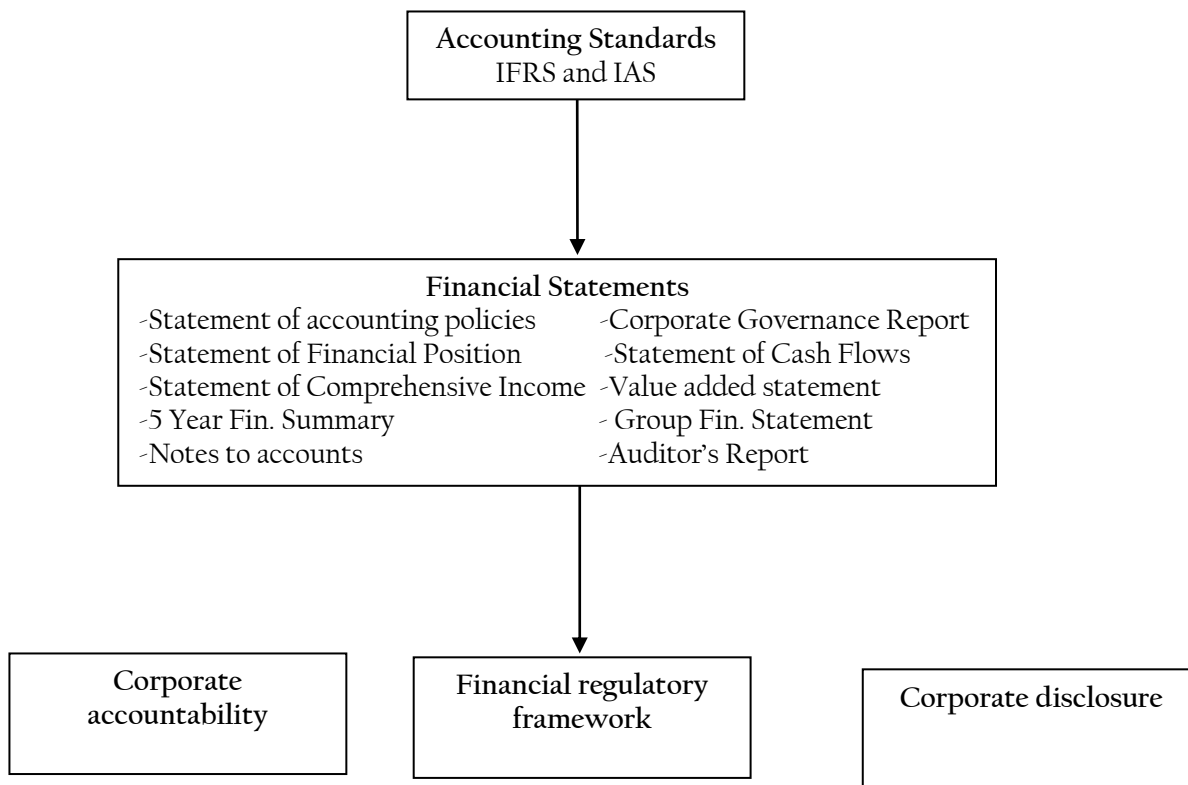 Accounting Standards
IFRS and IAS
Financial Statements
-Statement of accounting policies -Corporate Governance Report
-Statement of Financial Position -Statement of Cash Flows
-Statement of Comprehensive Income -Value added statement
-5 Year Fin. Summary - Group Fin. Statement
-Notes to accounts -Auditor’s Report
Corporate
accountability
Financial regulatory
framework
Corporate disclosure